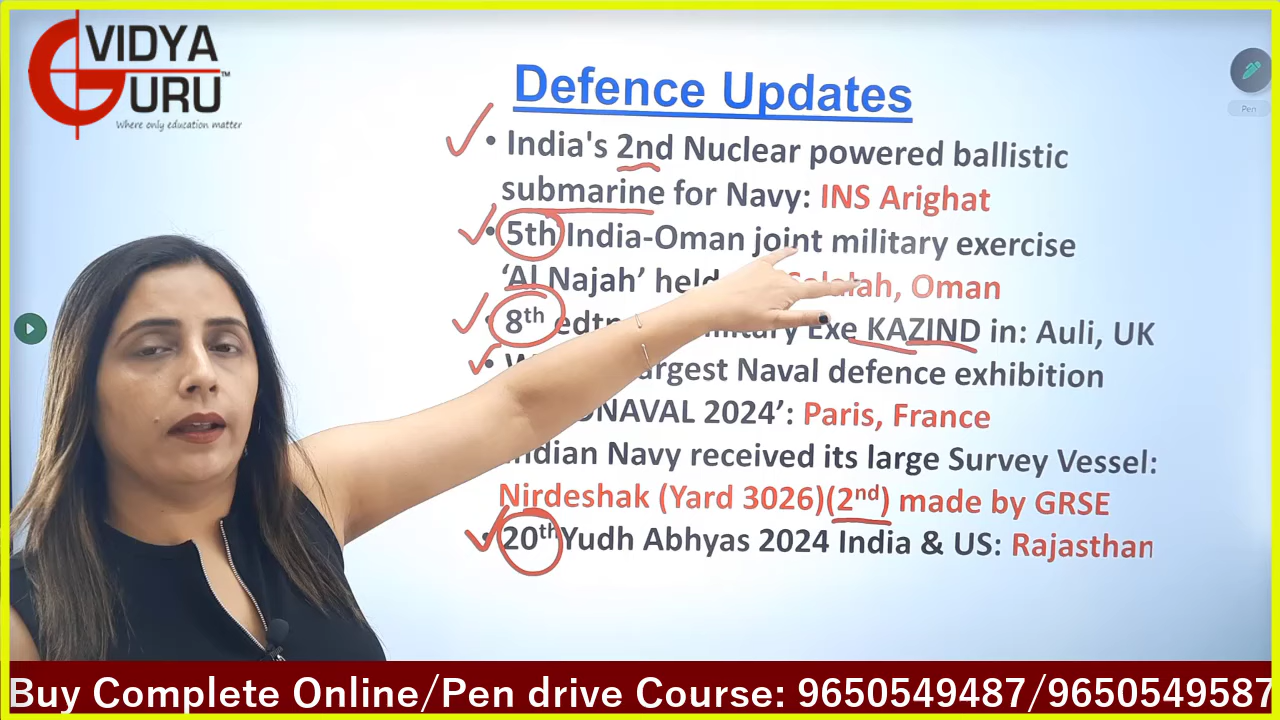 VIDYA
GURU™
Where only education matter
Defence Updates
Pen
• India's 2nd Nuclear powered ballistic
submarine for Navy: INS Arighat
• 5th India-Oman joint military exercise
‘Al Najah’ held Salalah, Oman
• 8th Exe KAZIND in: Auli, UK
• Naval defence exhibition
2024’: Paris, France
Indian Navy received its large Survey Vessel:
Nirdeshak (Yard 3026)(2nd) made by GRSE
• 20th Yudh Abhyas 2024 India & US: Rajasthan
Buy Complete Online/Pen drive Course: 9650549487/9650549587